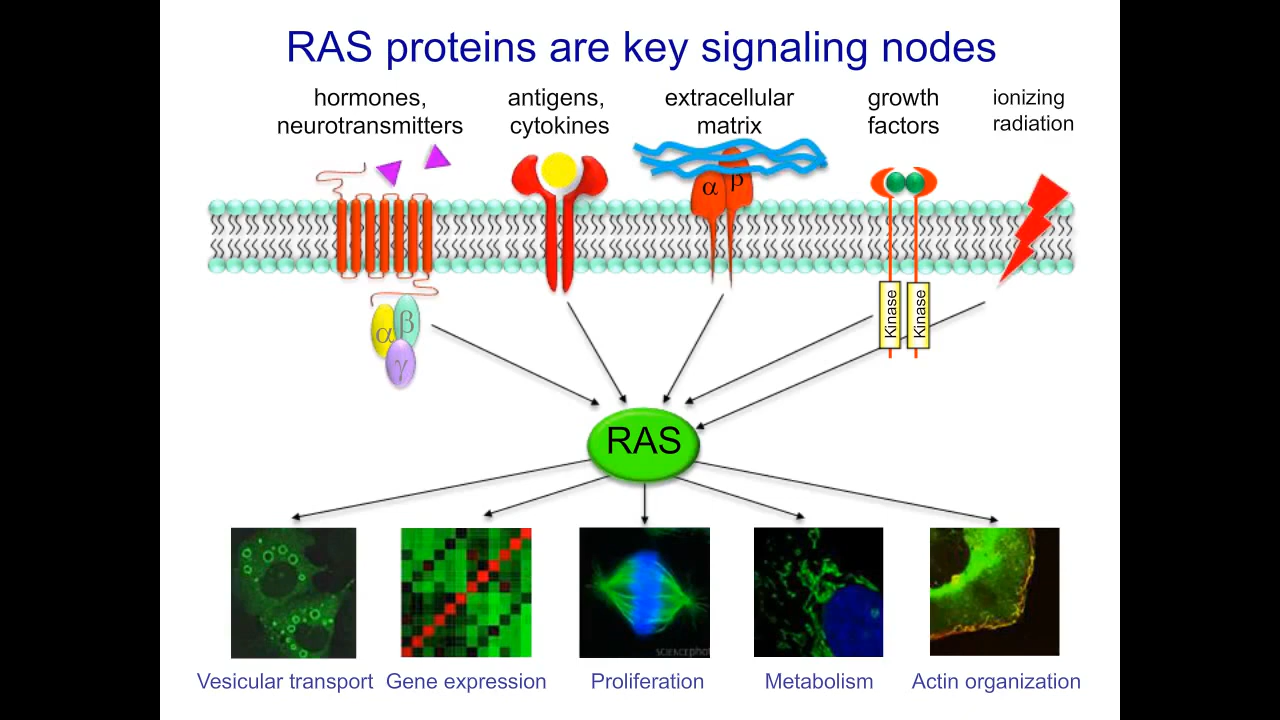 RAS proteins are key signaling nodes
hormones,
neurotransmitters
antigens,
cytokines
extracellular
matrix
growth
factors
ionizing
radiation
α
β
Kinase
Kinase
α
β
γ
RAS
Vesicular transport
Gene expression
Proliferation
Metabolism
Actin organization